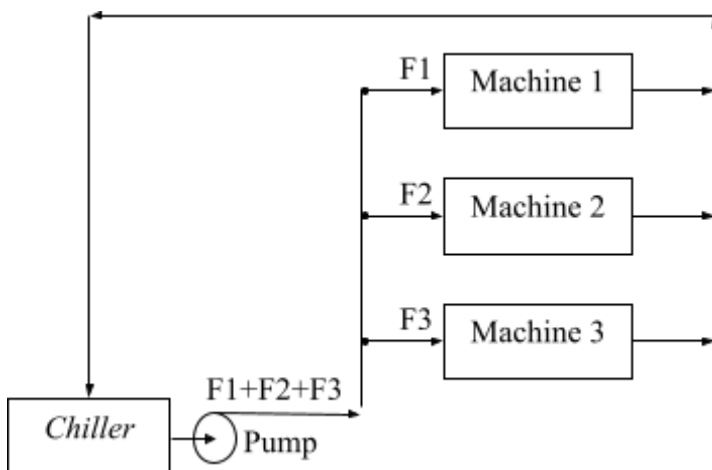 F1
Machine 1
F2
Machine 2
F3
Machine 3
F1+F2+F3
Chiller
Pump